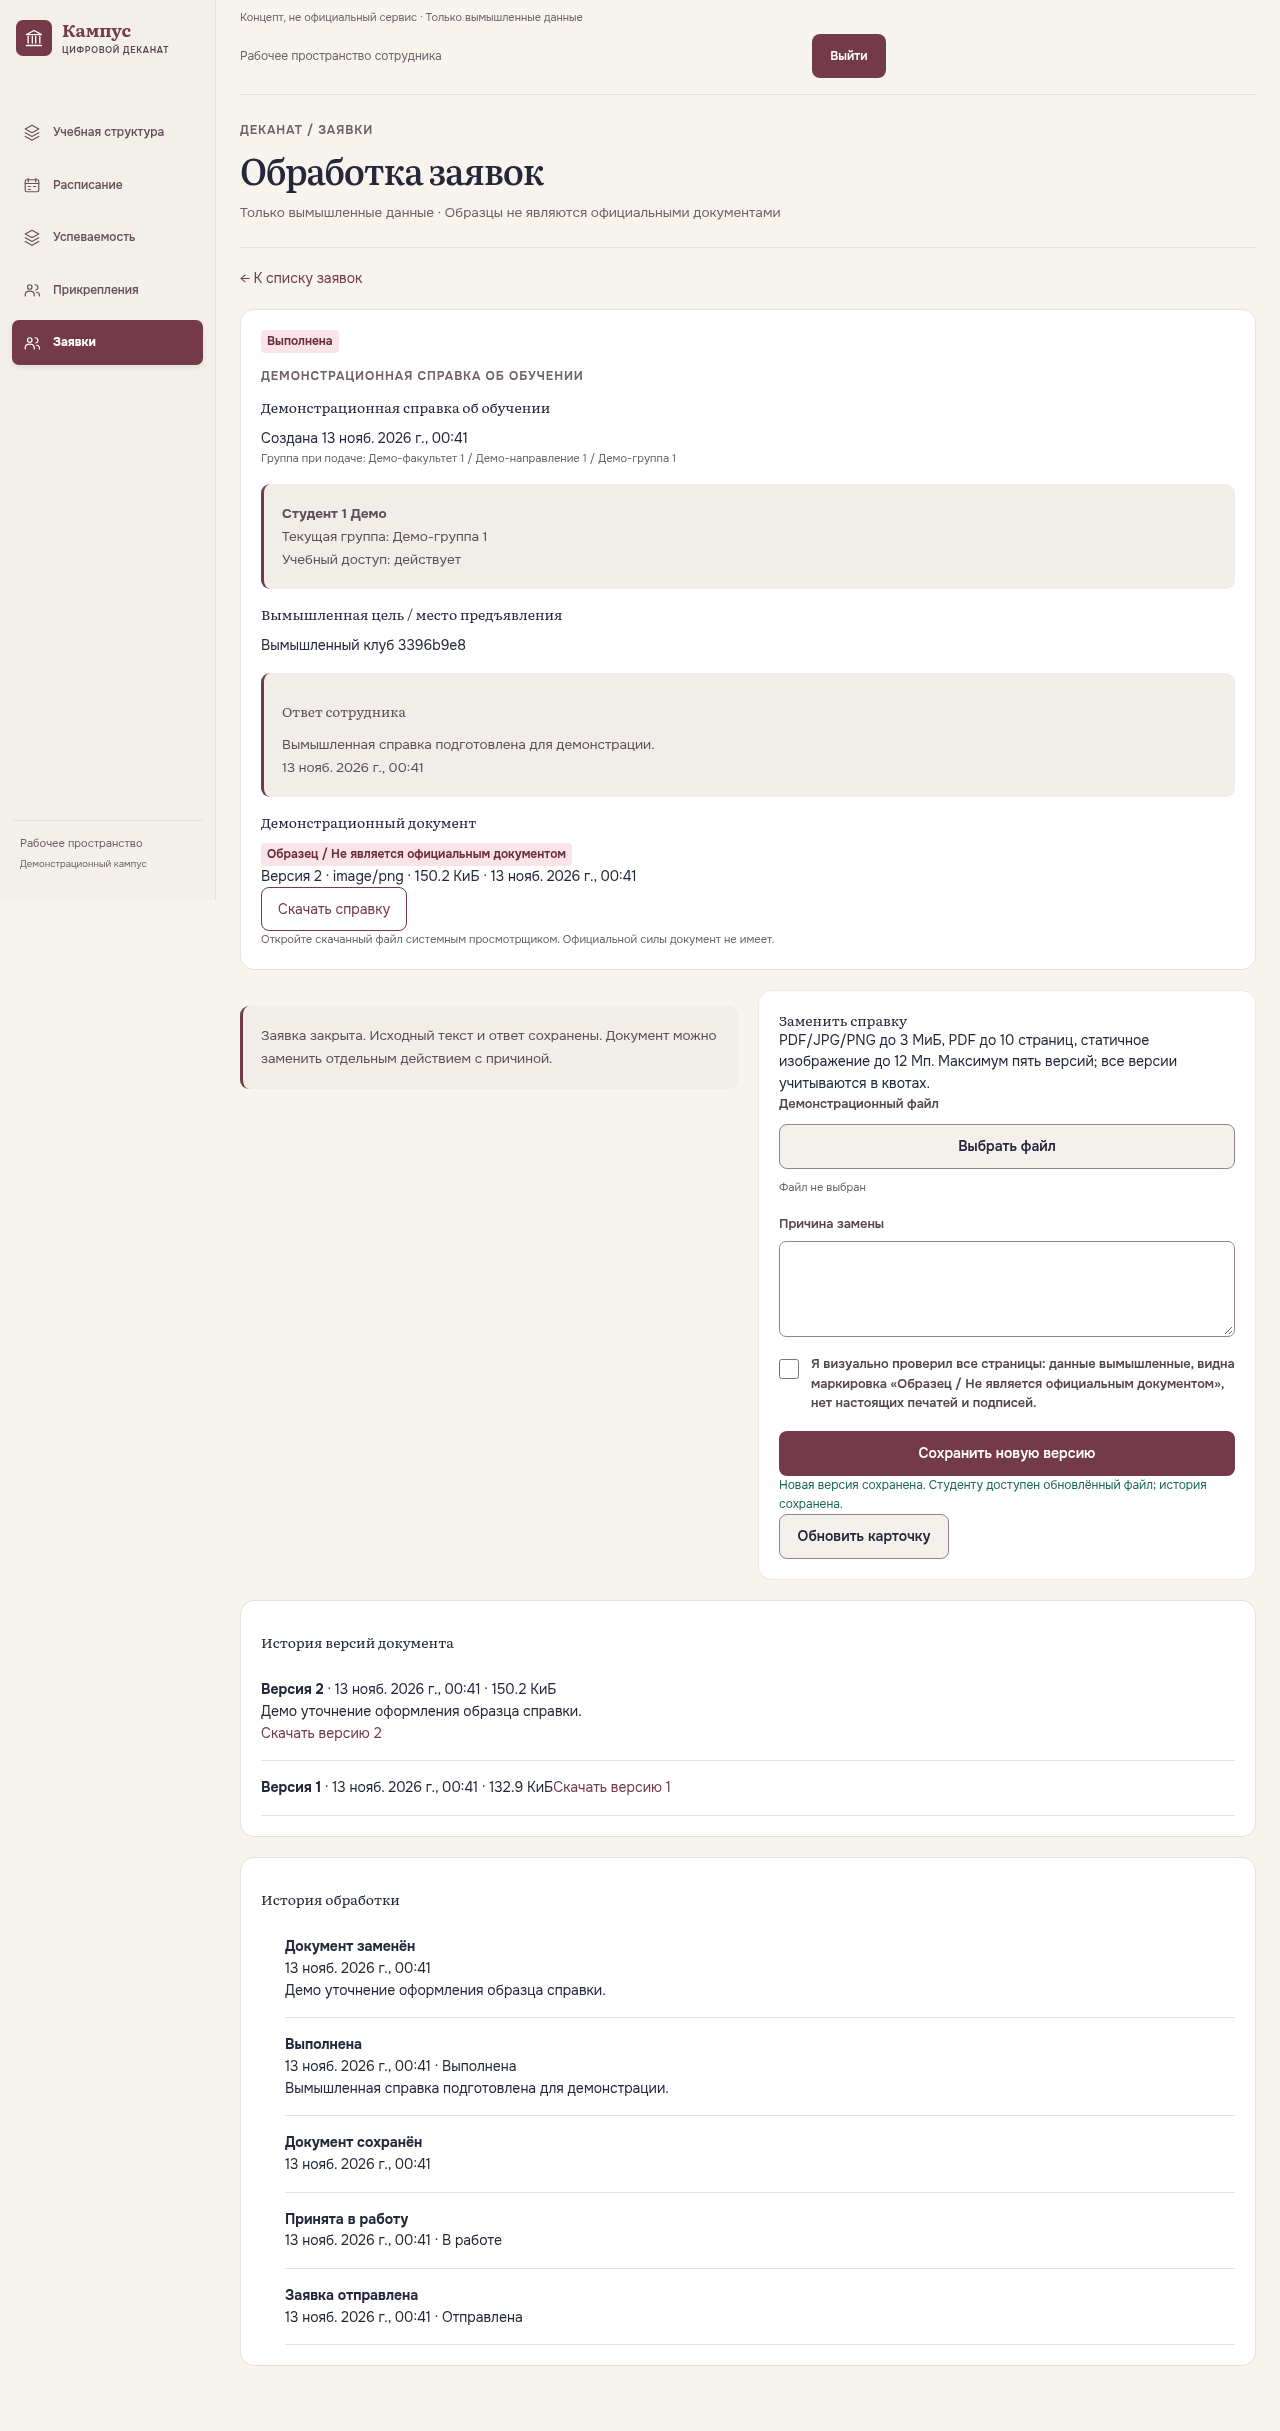 Кампус
ЦИФРОВОЙ ДЕКАНАТ
Учебная структура
Расписание
Успеваемость
Прикрепления
Заявки
Рабочее пространство
Демонстрационный кампус
Концепт, не официальный сервис · Только вымышленные данные
Рабочее пространство сотрудника
Выйти
ДЕКАНАТ / ЗАЯВКИ
Обработка заявок
Только вымышленные данные · Образцы не являются официальными документами
← К списку заявок
Выполнена
ДЕМОНСТРАЦИОННАЯ СПРАВКА ОБ ОБУЧЕНИИ
Демонстрационная справка об обучении
Создана 13 нояб. 2026 г., 00:41
Группа при подаче: Демо-факультет 1 / Демо-направление 1 / Демо-группа 1
Студент 1 Демо
Текущая группа: Демо-группа 1
Учебный доступ: действует
Вымышленная цель / место предъявления
Вымышленный клуб 3396b9e8
Ответ сотрудника
Вымышленная справка подготовлена для демонстрации.
13 нояб. 2026 г., 00:41
Демонстрационный документ
Образец / Не является официальным документом
Версия 2 · image/png · 150.2 КиБ · 13 нояб. 2026 г., 00:41
Скачать справку
Откройте скачанный файл системным просмотрщиком. Официальной силы документ не имеет.
Заявка закрыта. Исходный текст и ответ сохранены. Документ можно
заменить отдельным действием с причиной.
Заменить справку
PDF/JPG/PNG до 3 МиБ, PDF до 10 страниц, статичное
изображение до 12 Мп. Максимум пять версий; все версии
учитываются в квотах.
Демонстрационный файл
Выбрать файл
Файл не выбран
Причина замены
Я визуально проверил все страницы: данные вымышленные, видна
маркировка «Образец / Не является официальным документом»,
нет настоящих печатей и подписей.
Сохранить новую версию
Новая версия сохранена. Студенту доступен обновлённый файл; история
сохранена.
Обновить карточку
История версий документа
Версия 2 · 13 нояб. 2026 г., 00:41 · 150.2 КиБ
Демо уточнение оформления образца справки.
Скачать версию 2
Версия 1 · 13 нояб. 2026 г., 00:41 · 132.9 КиБСкачать версию 1
История обработки
Документ заменён
13 нояб. 2026 г., 00:41
Демо уточнение оформления образца справки.
Выполнена
13 нояб. 2026 г., 00:41 · Выполнена
Вымышленная справка подготовлена для демонстрации.
Документ сохранён
13 нояб. 2026 г., 00:41
Принята в работу
13 нояб. 2026 г., 00:41 · В работе
Заявка отправлена
13 нояб. 2026 г., 00:41 · Отправлена